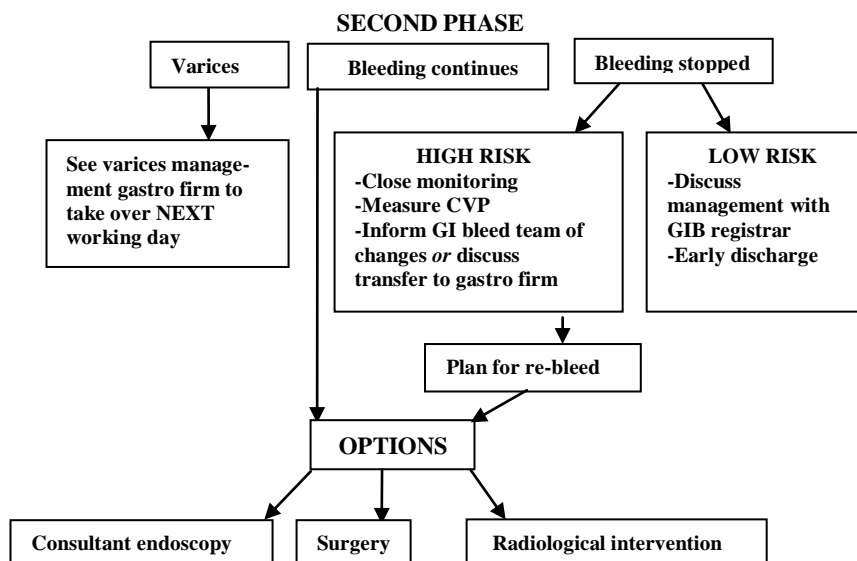 SECOND PHASE
Varices
Bleeding continues
Bleeding stopped
See varices manage-
ment gastro firm to
take over NEXT
working day
HIGH RISK
-Close monitoring
-Measure CVP
-Inform GI bleed team of
changes or discuss
transfer to gastro firm
LOW RISK
-Discuss
management with
GIB registrar
-Early discharge
Plan for re-bleed
OPTIONS
Consultant endoscopy
Surgery
Radiological intervention